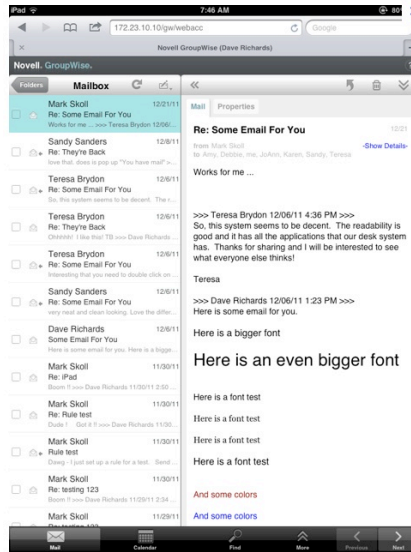 iPad
7:46 AM
80%
172.23.10.10/gw/webacc
Google
Novell GroupWise (Dave Richards)
Novell. GroupWise.
Folders
Mailbox
Mark Skoll 12/21/11
Re: Some Email For You
Works for me ... >>> Teresa Brydon 12/06/...
Sandy Sanders 12/8/11
Re: They're Back
love that. does is pop up "You have mail" >...
Teresa Brydon 12/6/11
Re: Some Email For You
So, this system seems to be decent. The r...
Teresa Brydon 12/6/11
Re: They're Back
Ohhhhh! I like this! TB >>> Dave Richards ...
Teresa Brydon 12/6/11
Re: Some Email For You
Interesting that you need to double click on ...
Sandy Sanders 12/6/11
Re: Some Email For You
very neat and clean looking. Love the differ...
Dave Richards 12/6/11
Some Email For You
Here is some email for you. Here is a bigge...
Mark Skoll 11/30/11
Re: iPad
Boom !! >>> Dave Richards 11/30/11 2:50 ...
Mark Skoll 11/30/11
Re: Rule test
Dude ! Got it !! >>> Dave Richards 11/30...
Mark Skoll 11/30/11
Rule test
Dawg - I just set up a rule for a test. Send...
Mark Skoll 11/30/11
Re: testing 123
Boom !! >>> Dave Richards 11/29/11 2:34 ...
Mark Skoll 11/29/11
Re: testing 123
Mail
Properties
Re: Some Email For You 12/21
from Mark Skoll -Show Details-
to Amy, Debbie, me, JoAnn, Karen, Sandy, Teresa
Works for me ...
>>> Teresa Brydon 12/06/11 4:36 PM >>>
So, this system seems to be decent. The readability is
good and it has all the applications that our desk system
has. Thanks for sharing and I will be interested to see
what everyone else thinks!
Teresa
>>> Dave Richards 12/06/11 1:23 PM >>>
Here is some email for you.
Here is a bigger font
Here is an even bigger font
Here is a font test
Here is a font test
Here is a font test
Here is a font test
And some colors
And some colors
Mail
Calendar
Find
More
Previous
Next